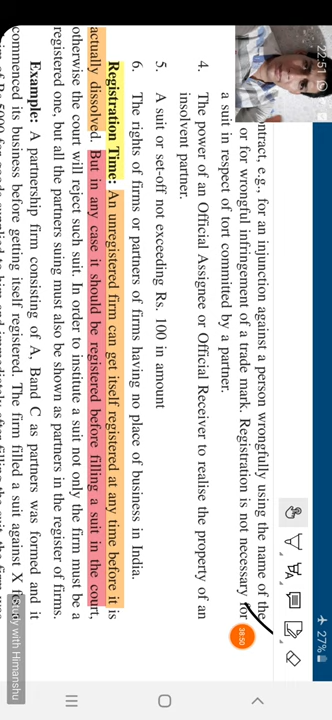 ntract, e.g., for an injunction against a person wrongfully using the name of the
or for wrongful infringement of a trade mark. Registration is not necessary for
a suit in respect of tort committed by a partner.
4. The power of an Official Assignee or Official Receiver to realise the property of an
insolvent partner.
5. A suit or set-off not exceeding Rs. 100 in amount
6. The rights of firms or partners of firms having no place of business in India.
Registration Time: An unregistered firm can get itself registered at any time before it is
actually dissolved. But in any case it should be registered before filling a suit in the court,
otherwise the court will reject such suit. In order to institute a suit not only the firm must be a
registered one, but all the partners suing must also be shown as partners in the register of firms.
Example: A partnership firm consisting of A, Band C as partners was formed and it
commenced its business before getting itself registered. The firm filled a suit against X
Study with Himanshu
22:51
27%
38:50